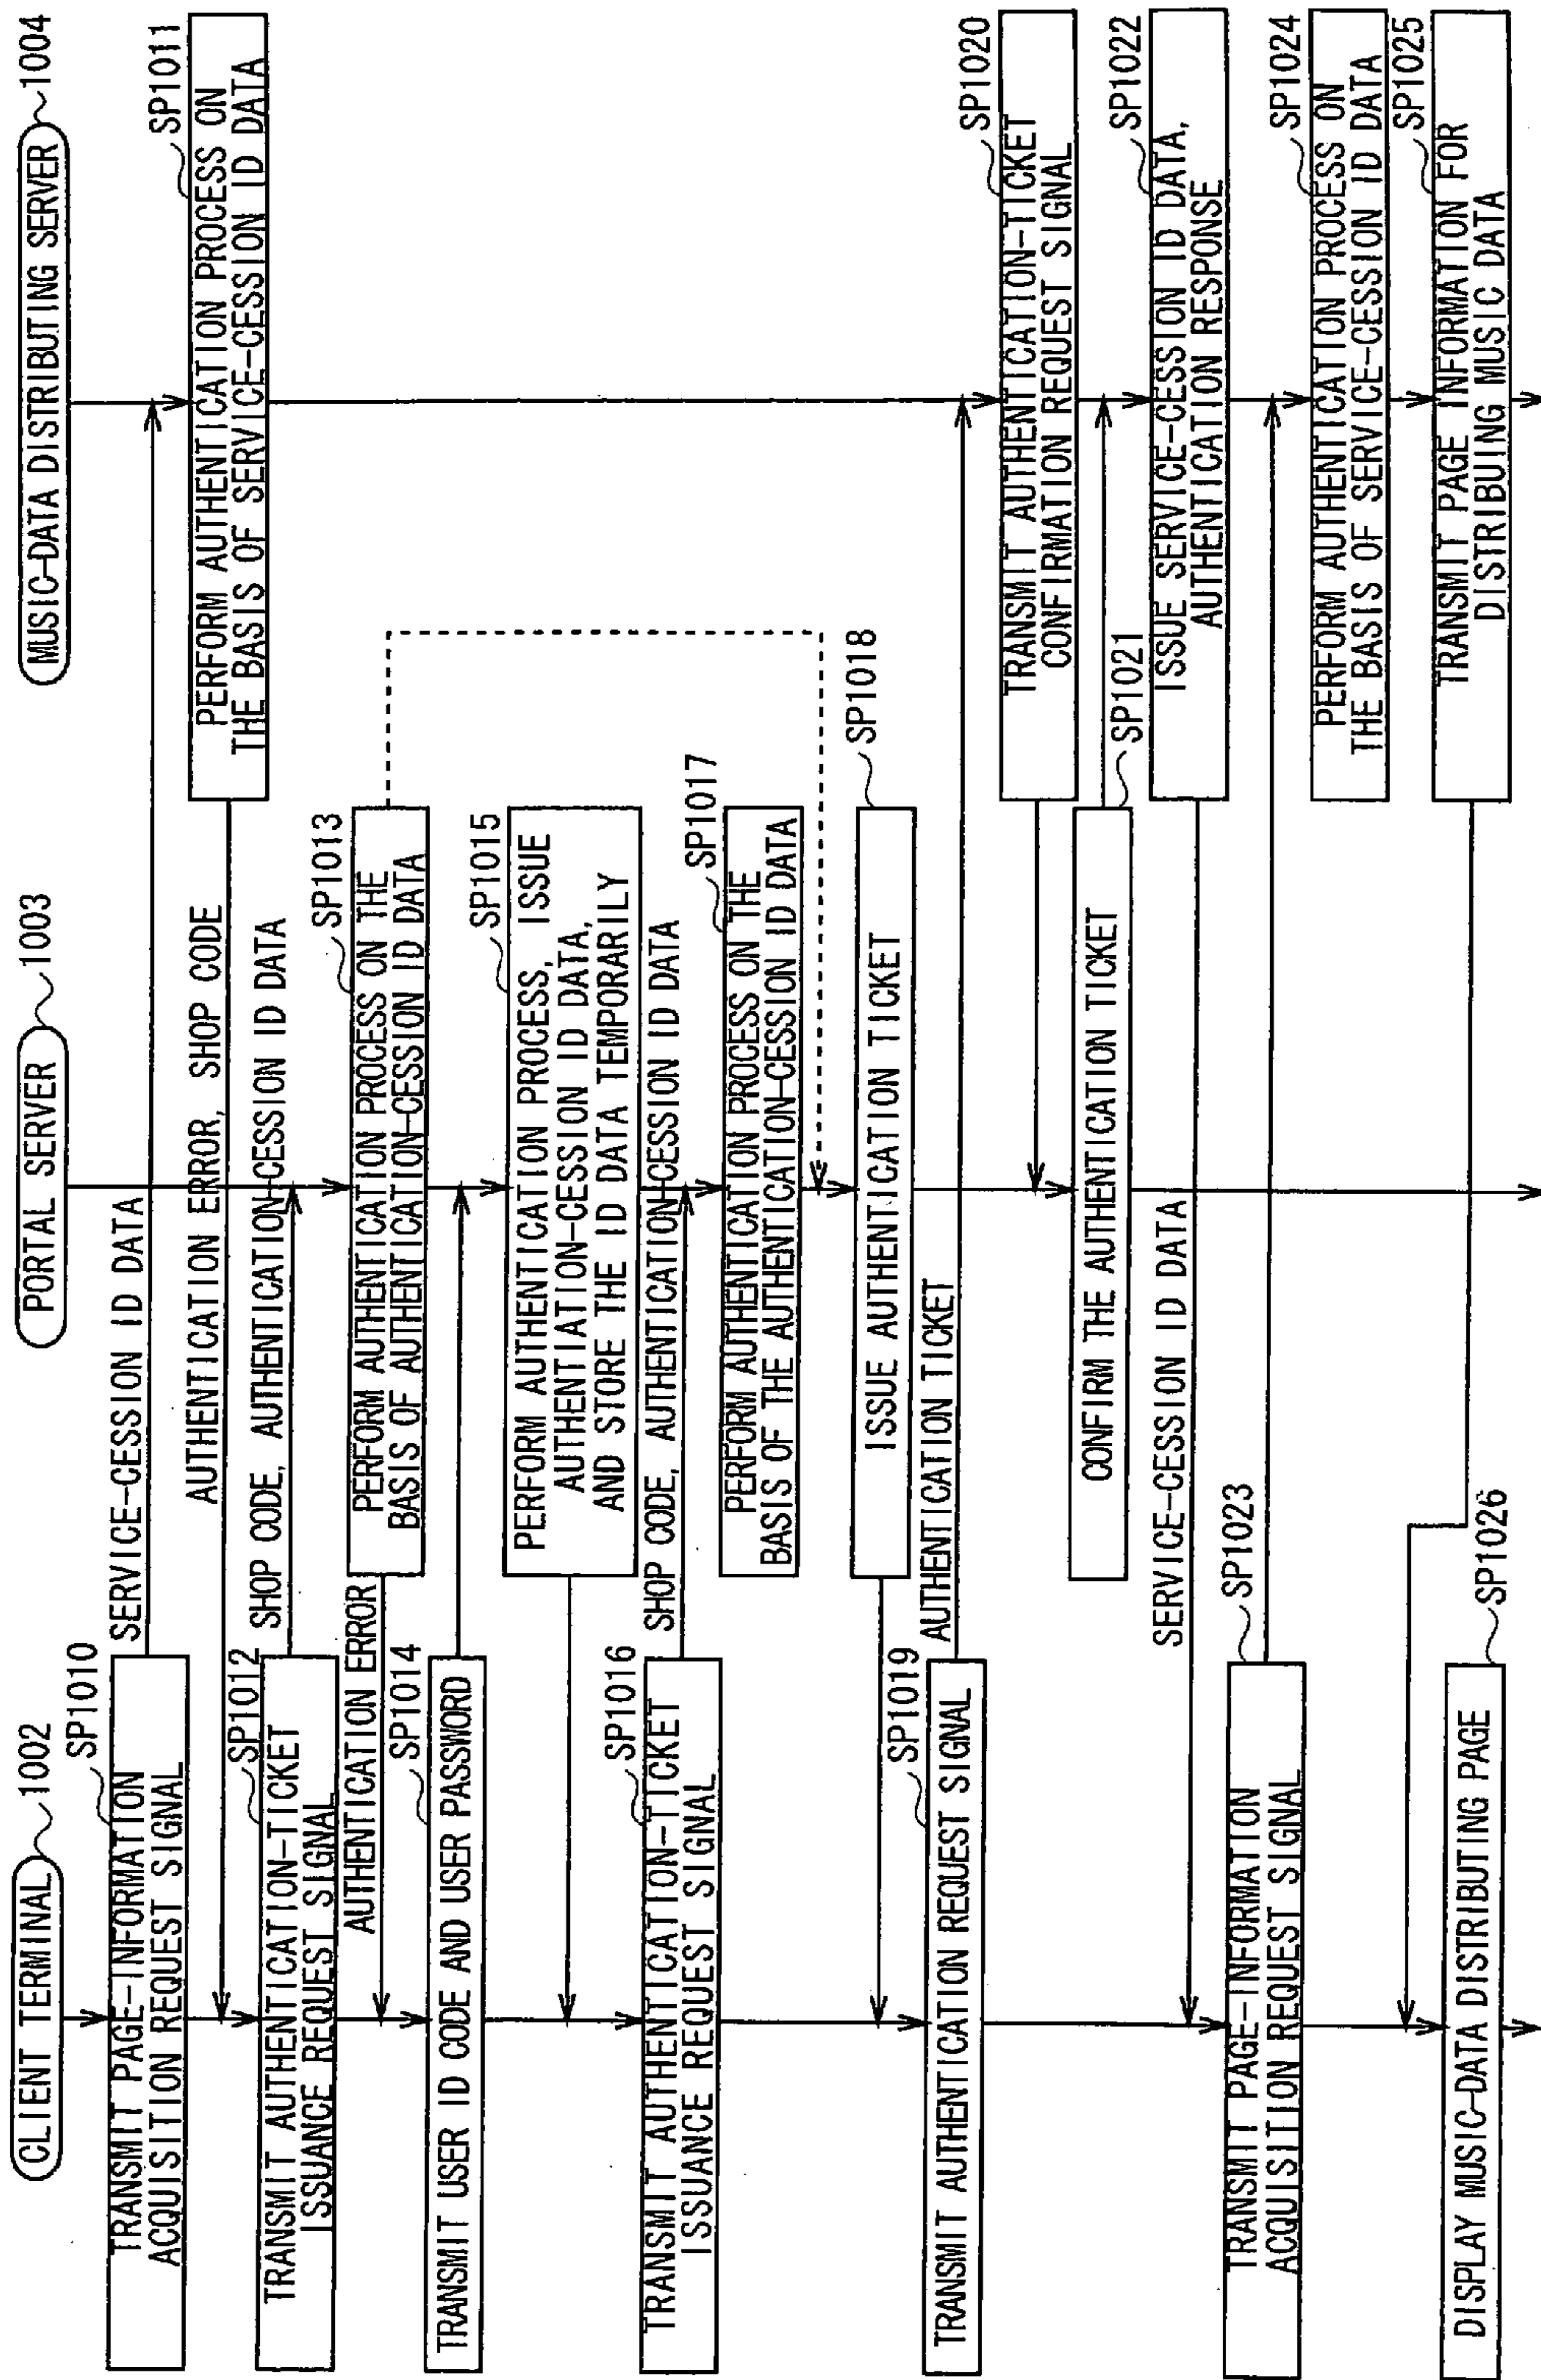 CLIENT TERMINAL
1002
PORTAL SERVER
1003
MUSIC-DATA DISTRIBUTING SERVER
1004
SP1010
TRANSMIT PAGE-INFORMATION
ACQUISITION REQUEST SIGNAL
SERVICE-CESSION ID DATA
SP1011
PERFORM AUTHENTICATION PROCESS ON
THE BASIS OF SERVICE-CESSION ID DATA
AUTHENTICATION ERROR, SHOP CODE
SP1012
TRANSMIT AUTHENTICATION-TICKET
ISSUANCE REQUEST SIGNAL
SHOP CODE, AUTHENTICATION-CESSION ID DATA
SP1013
PERFORM AUTHENTICATION PROCESS ON THE
BASIS OF AUTHENTICATION-CESSION ID DATA
AUTHENTICATION ERROR
SP1014
TRANSMIT USER ID CODE AND USER PASSWORD
SP1015
PERFORM AUTHENTICATION PROCESS, ISSUE
AUTHENTIATION-CESSION ID DATA,
AND STORE THE ID DATA TEMPORARILY
SP1016
TRANSMIT AUTHENTICATION-TICKET
ISSUANCE REQUEST SIGNAL
SHOP CODE, AUTHENTICATION-CESSION ID DATA
SP1017
PERFORM AUTHENTICATION PROCESS ON THE
BASIS OF THE AUTHENTICATION-CESSION ID DATA
SP1018
ISSUE AUTHENTICATION TICKET
SP1019
TRANSMIT AUTHENTICATION REQUEST SIGNAL
AUTHENTICATION TICKET
SP1020
TRANSMIT AUTHENTICATION-TICKET
CONFIRMATION REQUEST SIGNAL
SP1021
CONFIRM THE AUTHENTICATION TICKET
SP1022
ISSUE SERVICE-CESSION ID DATA,
AUTHENTICATION RESPONSE
SERVICE-CESSION ID DATA
SP1023
TRANSMIT PAGE-INFORMATION
ACQUISITION REQUEST SIGNAL
SP1024
PERFORM AUTHENTICATION PROCESS ON
THE BASIS OF SERVICE-CESSION ID DATA
SP1025
TRANSMIT PAGE INFORMATION FOR
DISTRIBUING MUSIC DATA
SP1026
DISPLAY MUSIC-DATA DISTRIBUTING PAGE